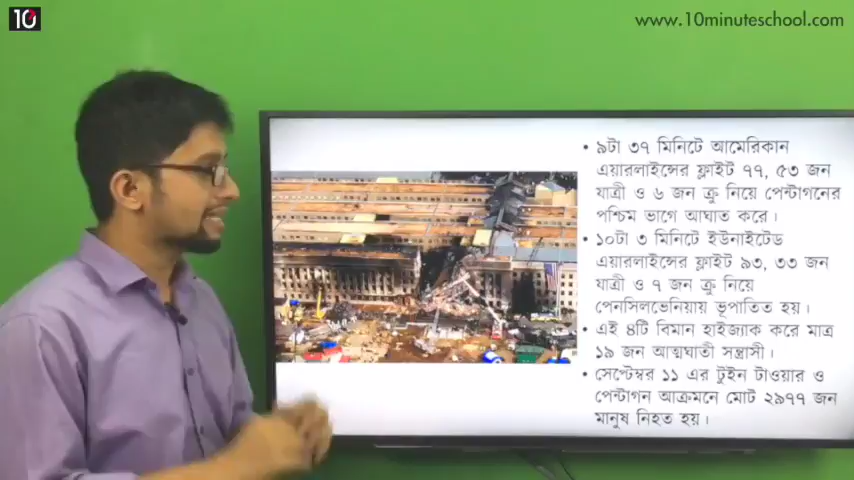 10
www.10minuteschool.com
• ৯টা ৩৭ মিনিটে আমেরিকান
এয়ারলাইন্সের ফ্লাইট ৭৭, ৫৩ জন
যাত্রী ও ৬ জন ক্রু নিয়ে পেন্টাগনের
পশ্চিম ভাগে আঘাত করে।
• ১০টা ৩ মিনিটে ইউনাইটেড
এয়ারলাইন্সের ফ্লাইট ৯৩, ৩৩ জন
যাত্রী ও ৭ জন ক্রু নিয়ে
পেনসিলভেনিয়ায় ভূপাতিত হয়।
• এই ৪টি বিমান হাইজ্যাক করে মাত্র
১৯ জন আত্মঘাতী সন্ত্রাসী।
• সেপ্টেম্বর ১১ এর টুইন টাওয়ার ও
পেন্টাগন আক্রমনে মোট ২৯৭৭ জন
মানুষ নিহত হয়।